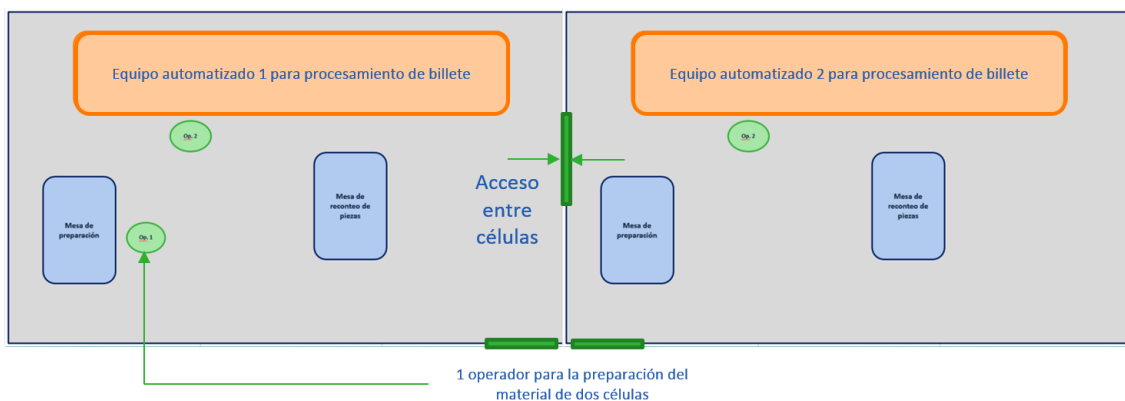 Equipo automatizado 1 para procesamiento de billete
Equipo automatizado 2 para procesamiento de billete
Op. 2
Op. 2
Mesa de
reconteo de
piezas
Mesa de
reconteo de
piezas
Acceso
entre
células
Mesa de
preparación
Op. 1
Mesa de
preparación
1 operador para la preparación del
material de dos células